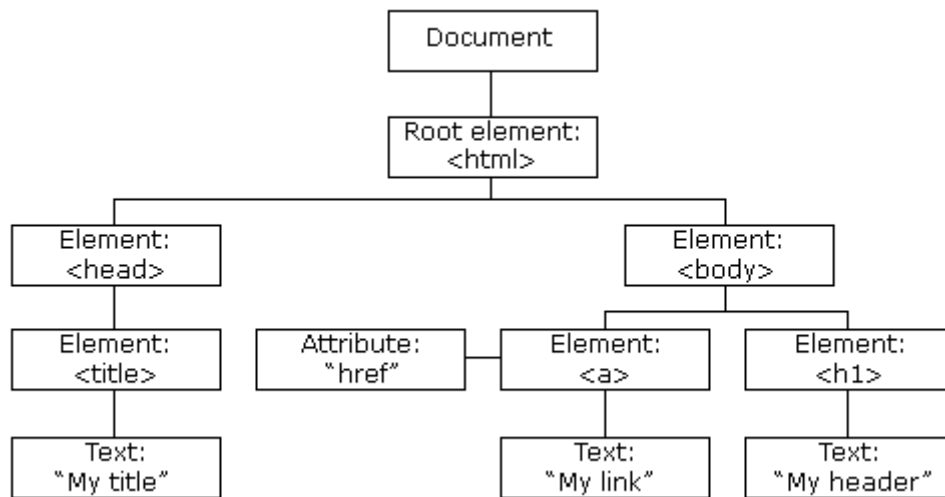 Document
Root element:
<html>
Element:
<head>
Element:
<body>
Element:
<title>
Attribute:
“href”
Element:
<a>
Element:
<h1>
Text:
“My title”
Text:
“My link”
Text:
“My header”